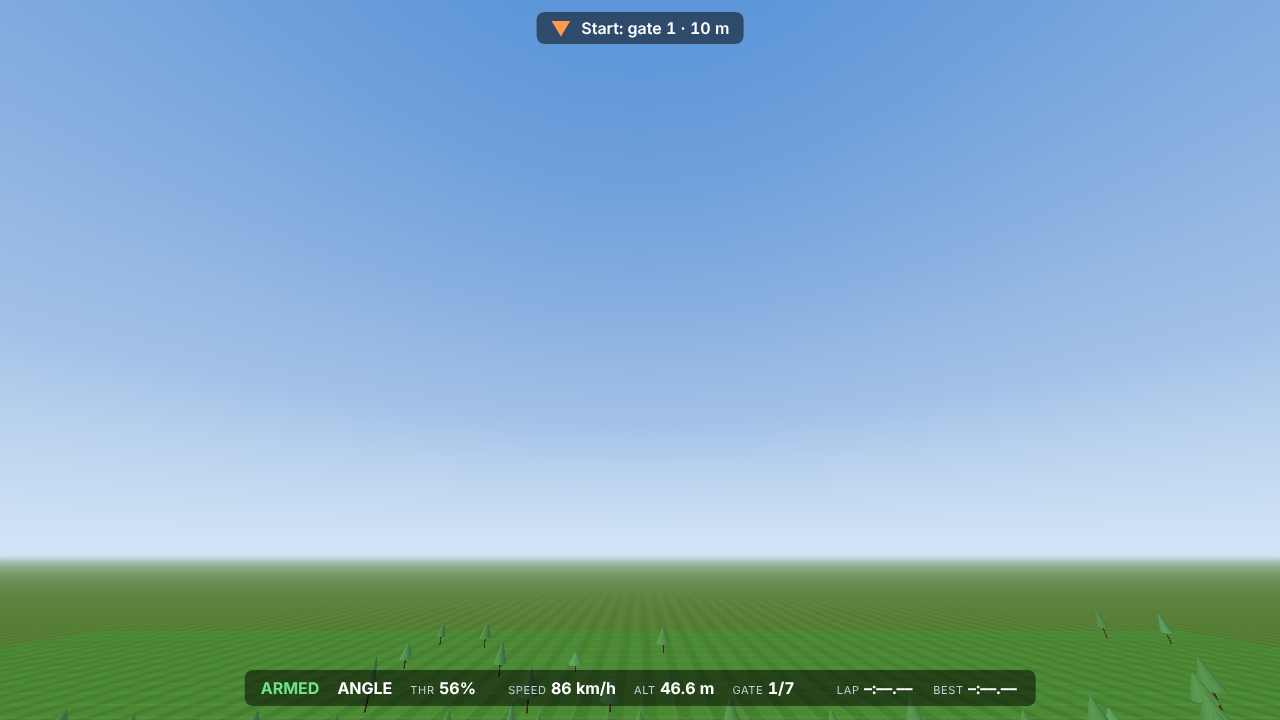 Start: gate 1 · 10 m
ARMED ANGLE THR 56% SPEED 86 km/h ALT 46.6 m GATE 1/7 LAP –:––.–– BEST –:––.––